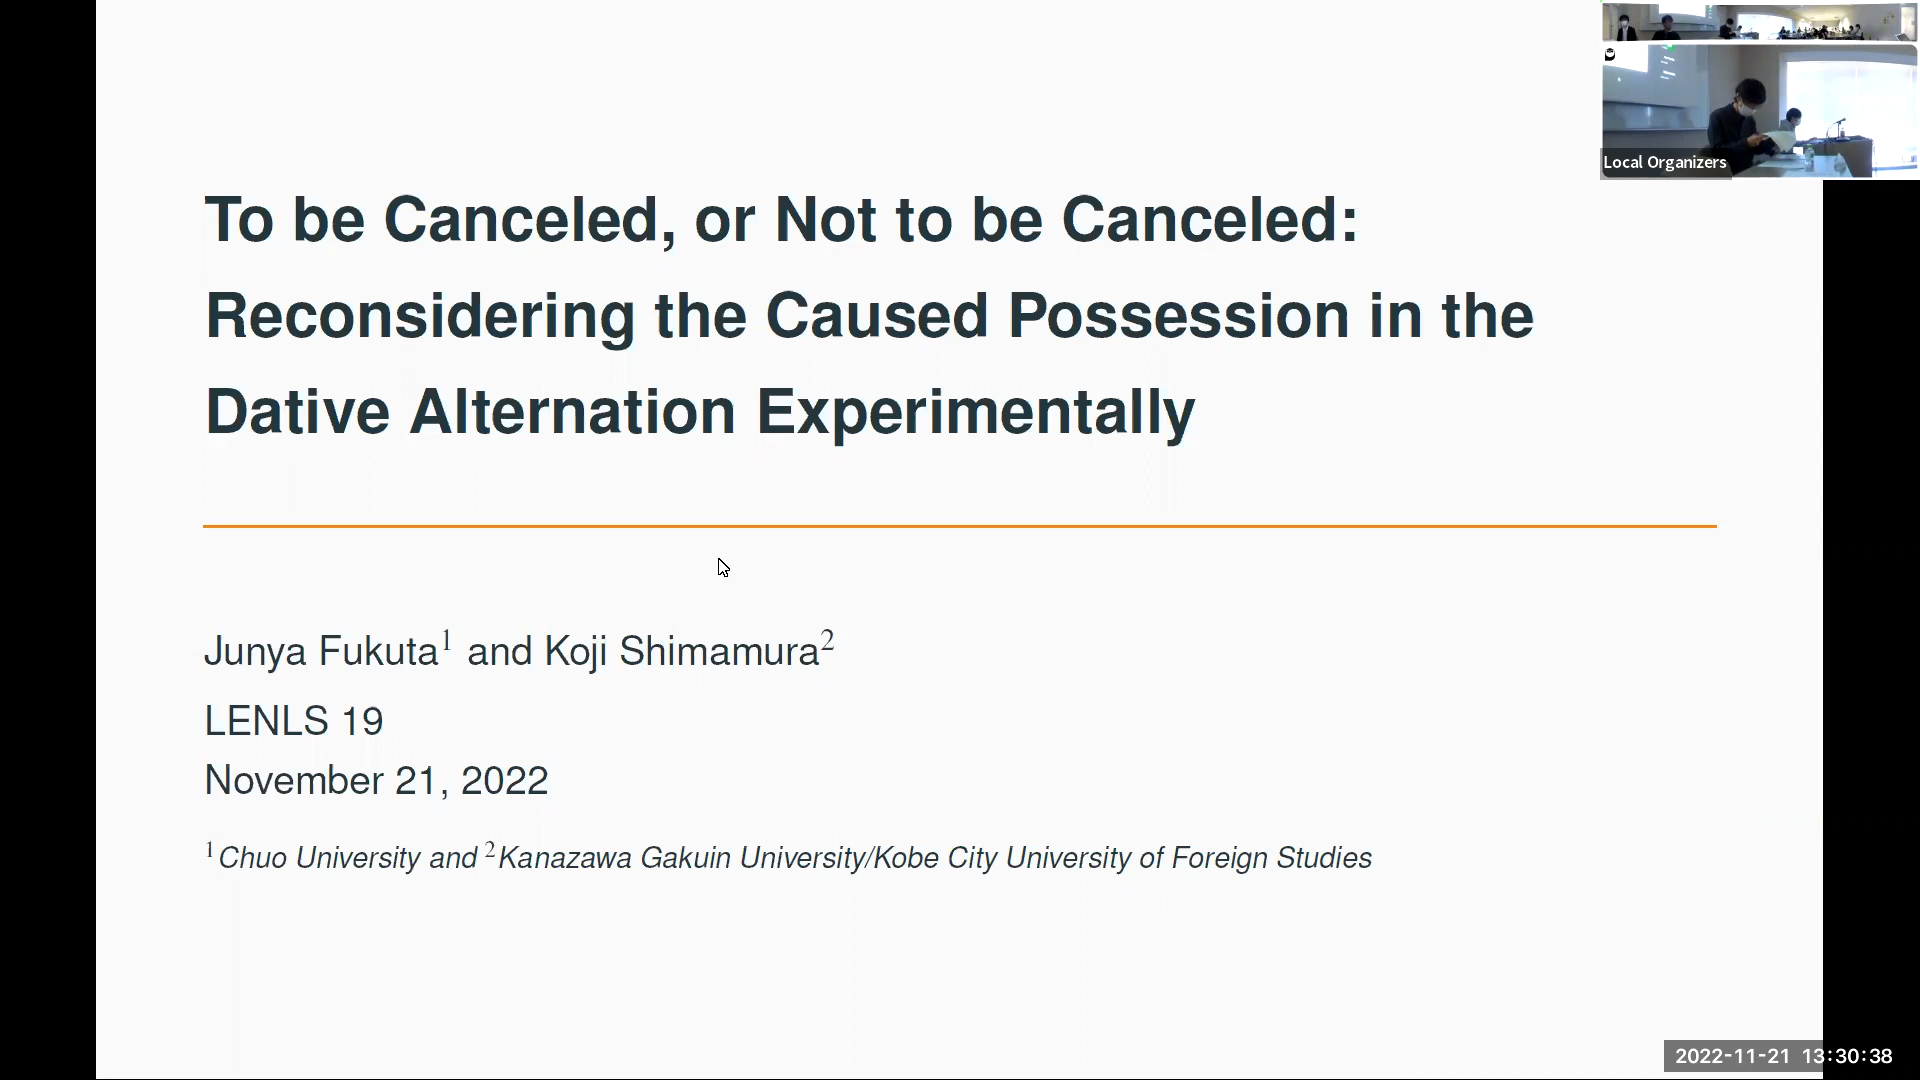 To be Canceled, or Not to be Canceled:
Reconsidering the Caused Possession in the
Dative Alternation Experimentally
Junya Fukuta¹ and Koji Shimamura²
LENLS 19
November 21, 2022
¹Chuo University and ²Kanazawa Gakuin University/Kobe City University of Foreign Studies
Local Organizers
2022-11-21 13:30:38